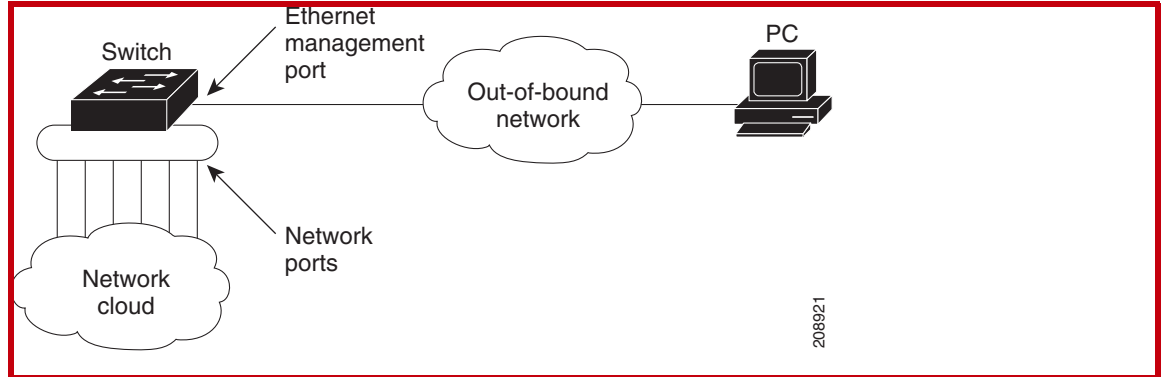 Ethernet
management
port
Switch
PC
Out-of-bound
network
Network
ports
Network
cloud
208921